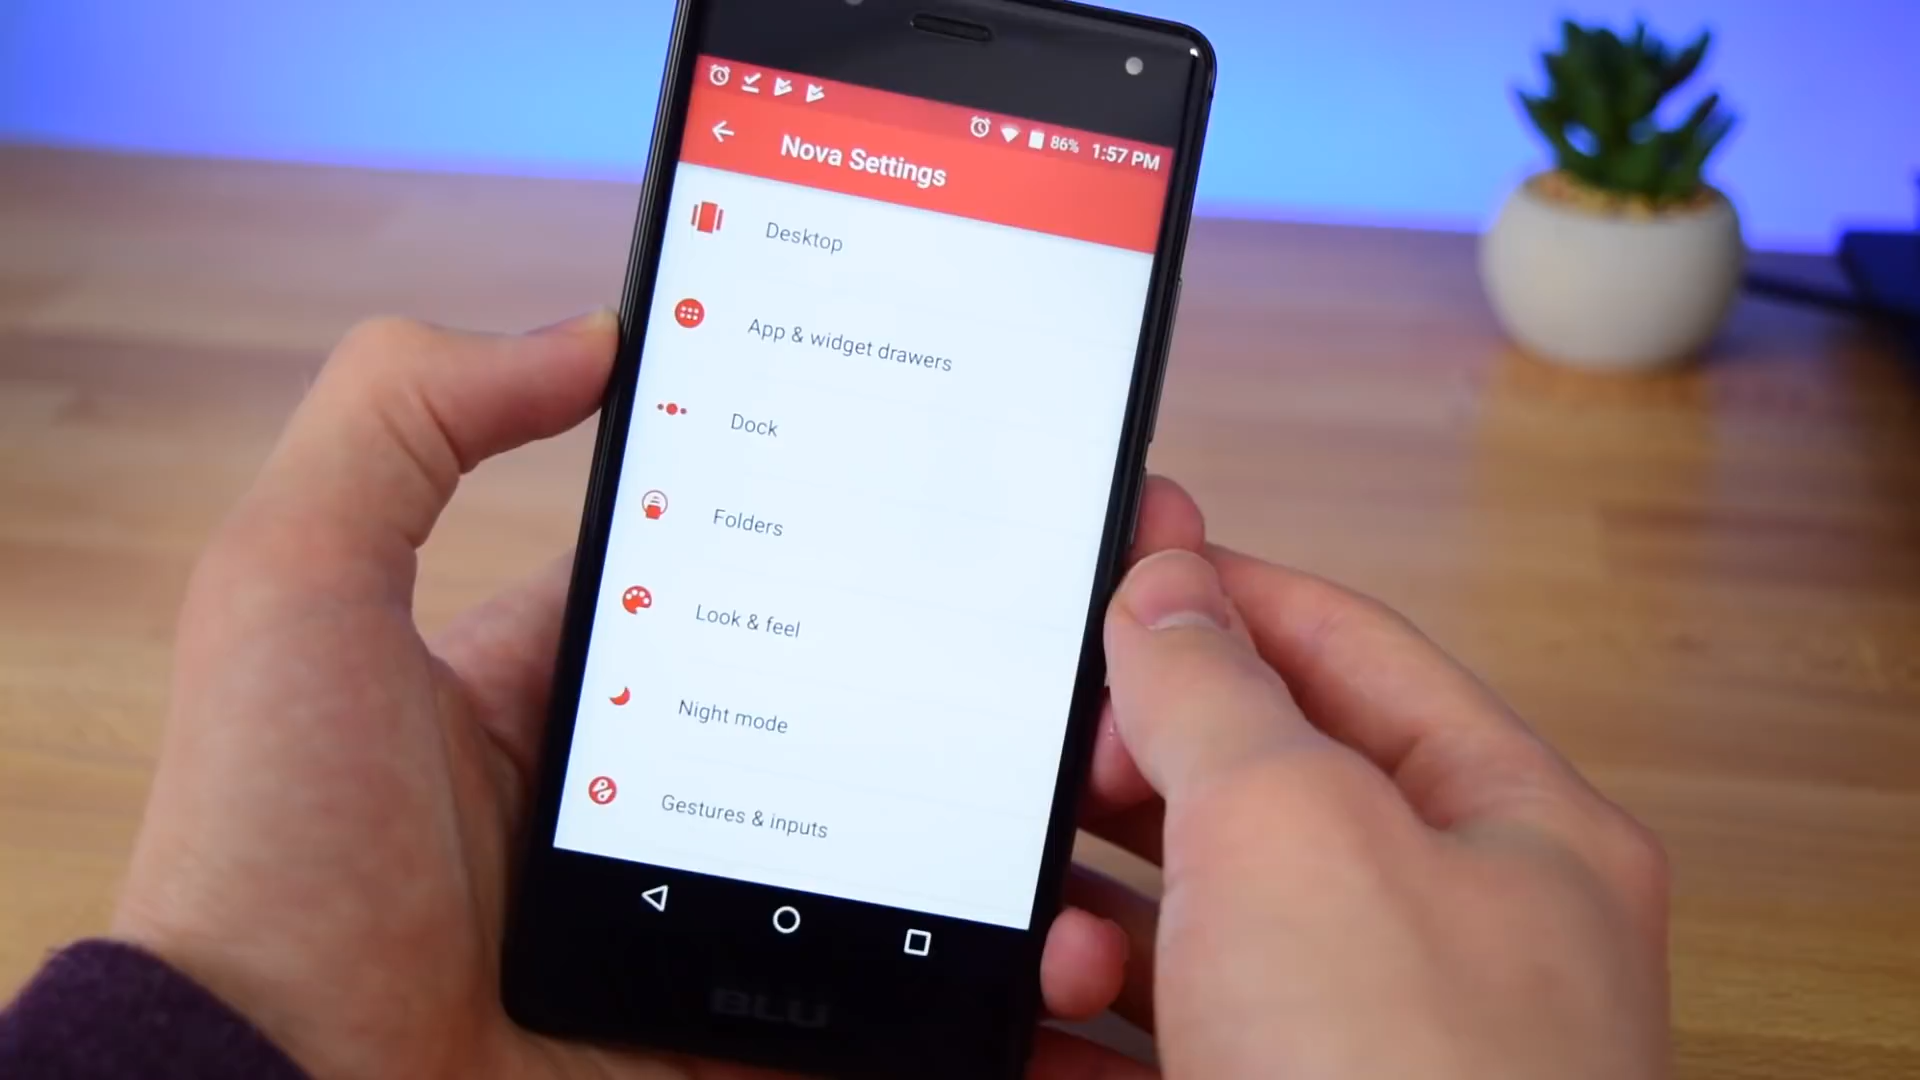 86% 1:57 PM
Nova Settings
Desktop
App & widget drawers
Dock
Folders
Look & feel
Night mode
Gestures & inputs
BLU